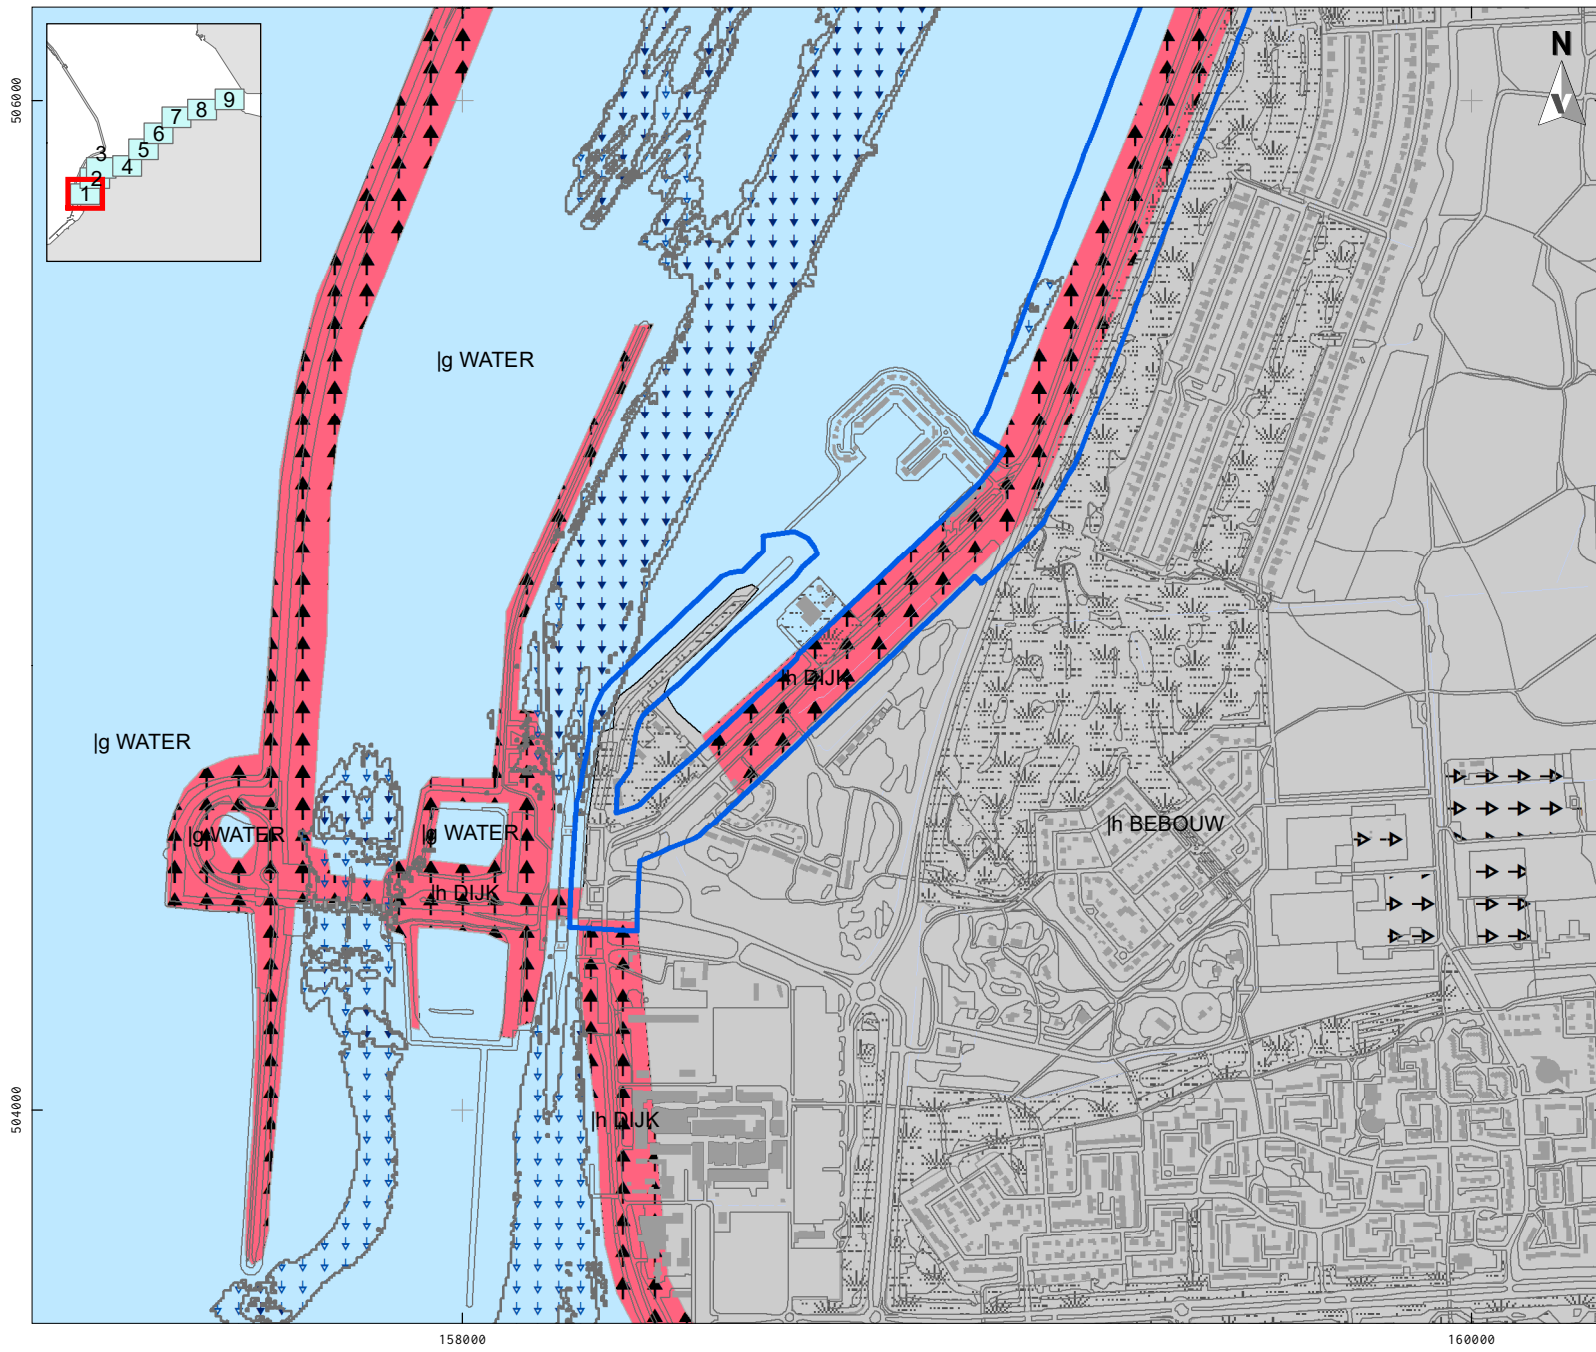 N
9
8
7
6
5
4
3
2
1
506000
|g WATER
|h DIJK
|g WATER
|g WATER
|g WATER
|h BEBOUW
|h DIJK
504000
|h DIJK
158000
160000